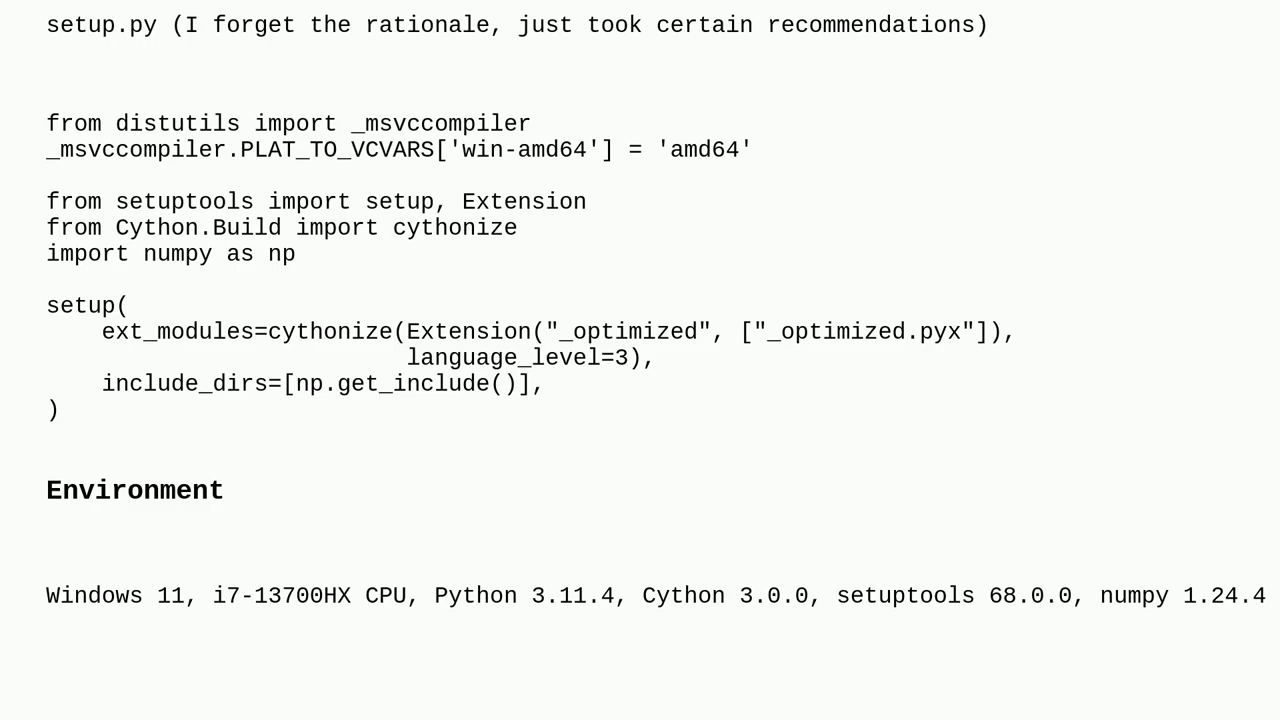 setup.py (I forget the rationale, just took certain recommendations)
from distutils import _msvccompiler
_msvccompiler.PLAT_TO_VCVARS['win-amd64'] = 'amd64'
from setuptools import setup, Extension
from Cython.Build import cythonize
import numpy as np
setup(
    ext_modules=cythonize(Extension("_optimized", ["_optimized.pyx"]),
                          language_level=3),
    include_dirs=[np.get_include()],
)
Environment
Windows 11, i7-13700HX CPU, Python 3.11.4, Cython 3.0.0, setuptools 68.0.0, numpy 1.24.4